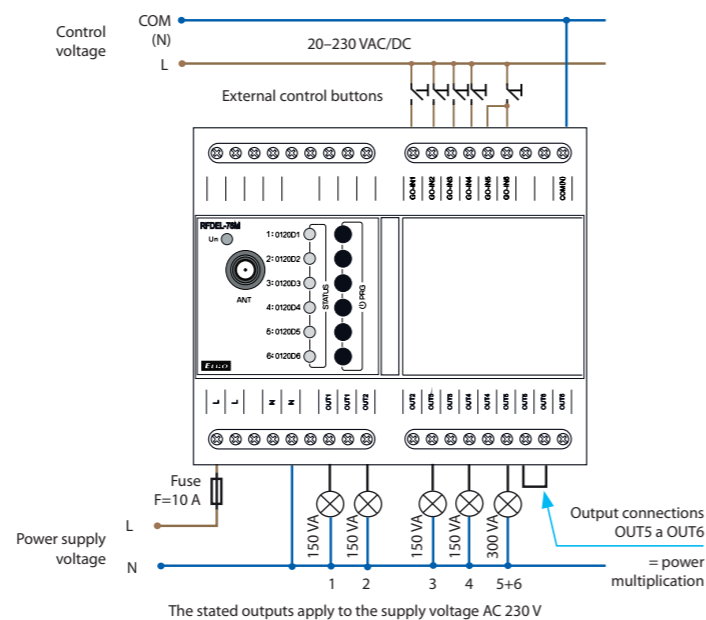 COM
(N)
Control
voltage
L
20–230 VAC/DC
External control buttons
GO-IN1
GO-IN2
GO-IN3
GO-IN4
GO-IN5
GO-IN6
COM(N)
RFDEL-76M
Un
ANT
1: 0120D1
2: 0120D2
3: 0120D3
4: 0120D4
5: 0120D5
6: 0120D6
STATUS
PRG
ELKO
L
L
N
N
OUT1
OUT1
OUT2
OUT2
OUT3
OUT3
OUT4
OUT4
OUT5
OUT5
OUT6
OUT6
Fuse
F=10 A
150 VA
150 VA
150 VA
150 VA
300 VA
Output connections
OUT5 a OUT6
= power
multiplication
Power supply
voltage
L
N
1
2
3
4
5+6
The stated outputs apply to the supply voltage AC 230 V